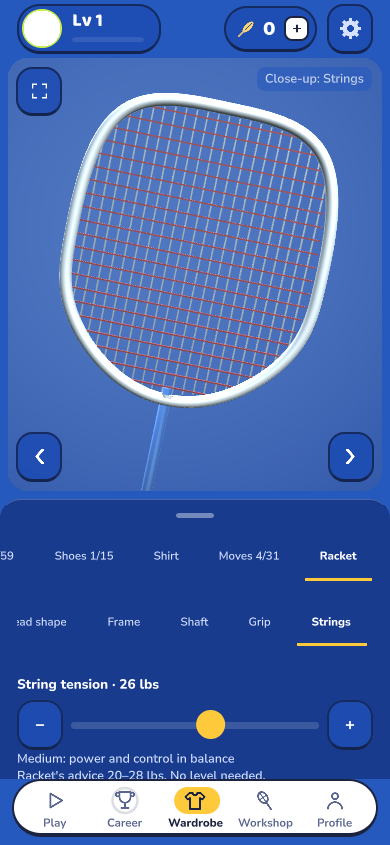 Lv 1
0
+
Close-up: Strings
/59
Shoes 1/15
Shirt
Moves 4/31
Racket
ead shape
Frame
Shaft
Grip
Strings
String tension · 26 lbs
−
+
Medium: power and control in balance
Racket's advice 20–28 lbs. No level needed.
Play
Career
Wardrobe
Workshop
Profile